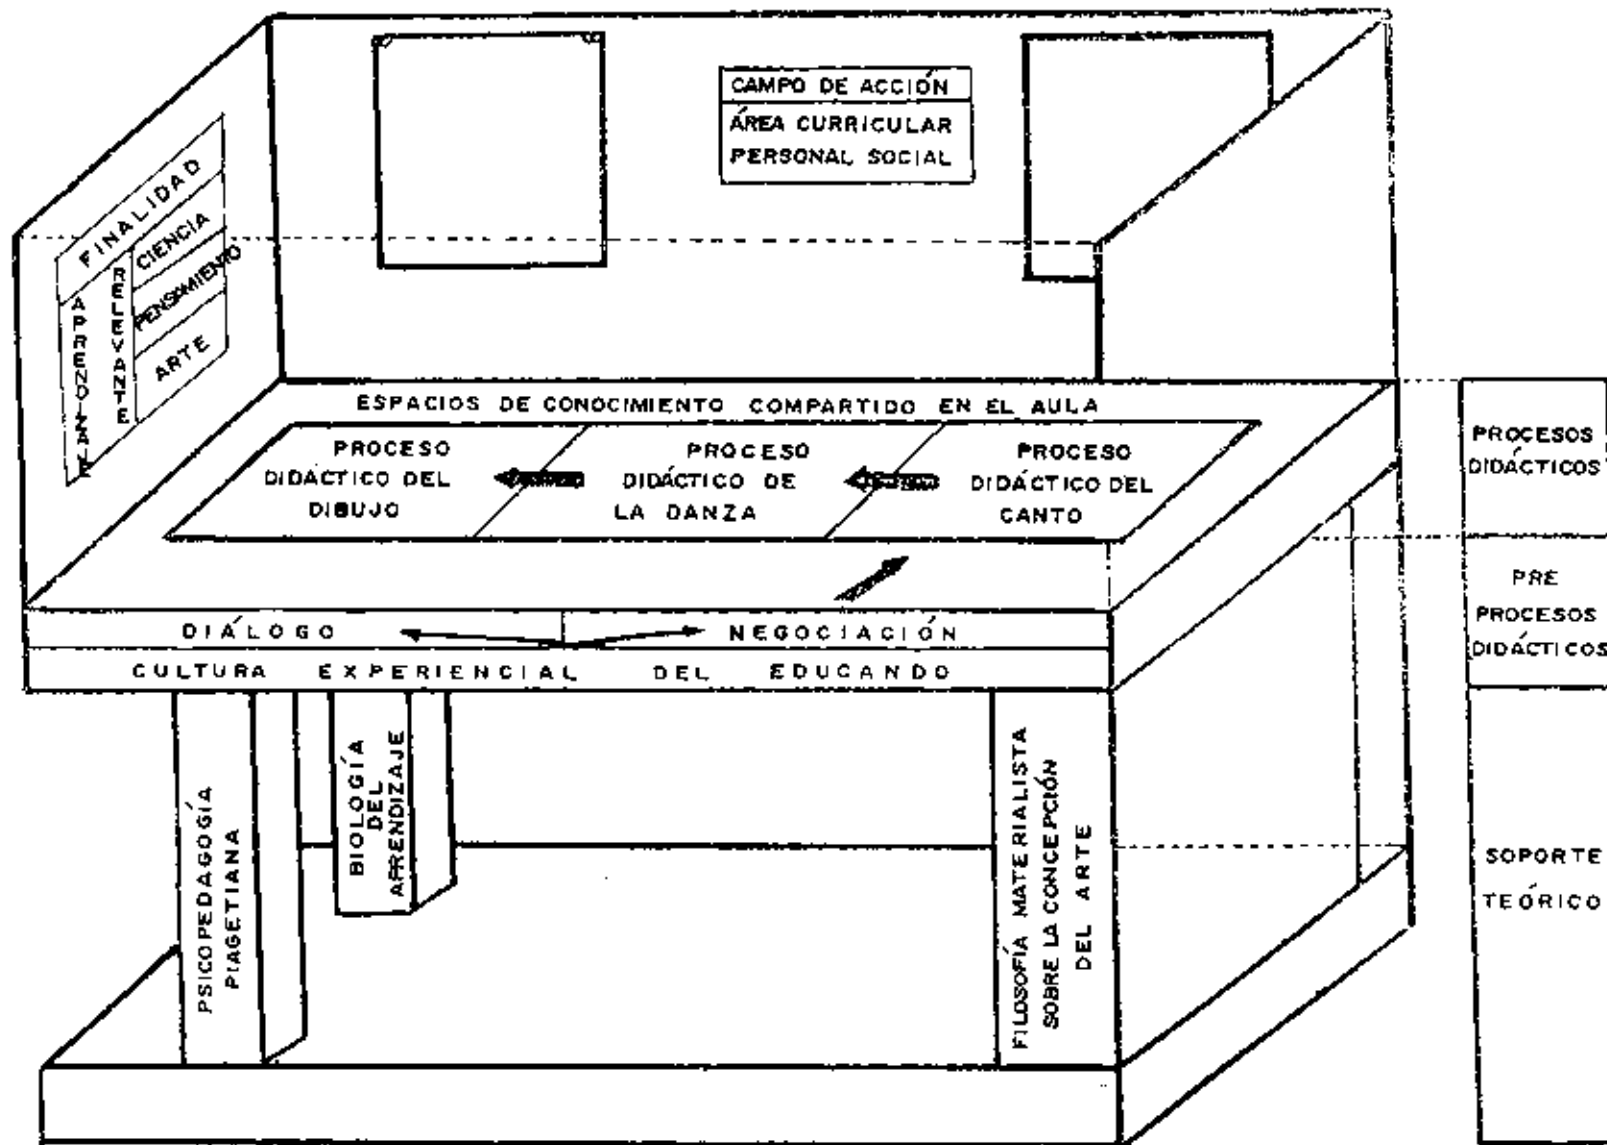 CAMPO DE ACCIÓN
ÁREA CURRICULAR
PERSONAL SOCIAL
FINALIDAD
APRENDIZAJE
RELEVANTE
CIENCIA
PENSAMIENTO
ARTE
ESPACIOS DE CONOCIMIENTO COMPARTIDO EN EL AULA
PROCESO
DIDÁCTICO DEL
DIBUJO
PROCESO
DIDÁCTICO DE
LA DANZA
PROCESO
DIDÁCTICO DEL
CANTO
DIÁLOGO
NEGOCIACIÓN
CULTURA EXPERIENCIAL DEL EDUCANDO
PSICOPEDAGOGÍA
PIAGETIANA
BIOLOGÍA
DEL
APRENDIZAJE
FILOSOFÍA MATERIALISTA
SOBRE LA CONCEPCIÓN
DEL ARTE
PROCESOS
DIDÁCTICOS
PRE
PROCESOS
DIDÁCTICOS
SOPORTE
TEÓRICO